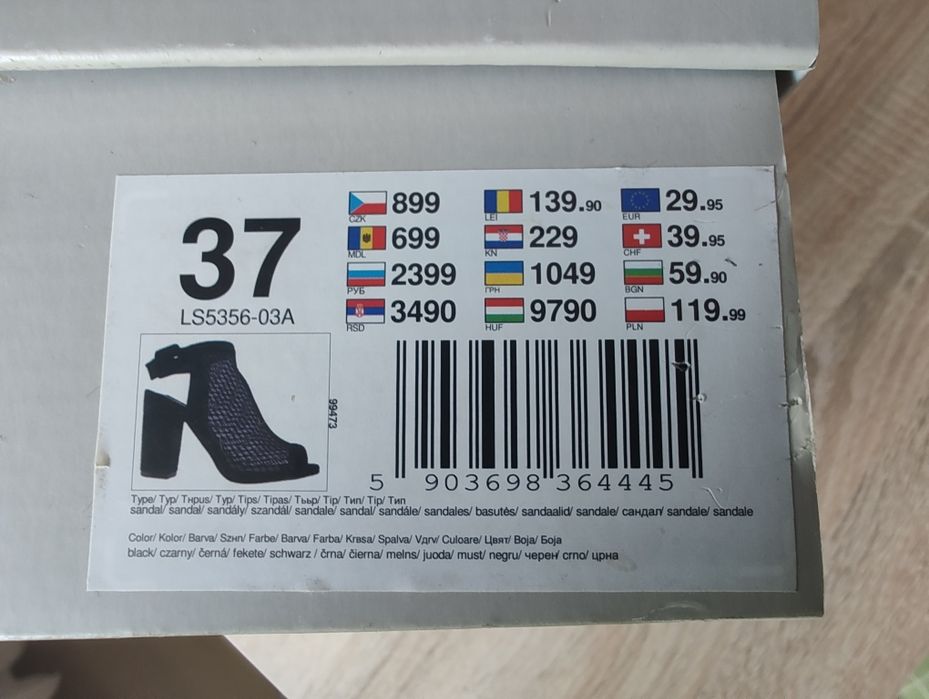 37
LS5356-03A
899
CZK
139.90
LEI
29.95
EUR
699
MDL
229
KN
39.95
CHF
2399
РУБ
1049
ГРН
59.90
BGN
3490
RSD
9790
HUF
119.99
PLN
99473
5 903698 364445
Type/ Typ/ Tнpus/ Typ/ Tips/ Tipas/ Tььp/ Tip/ Тип/ Tip/ Тип
sandal/ sandał/ sandály/ szandál/ sandale/ sandal/ sandále/ sandales/ basutės/ sandaalid/ sandale/ сандал/ sandale/ sandale
Color/ Kolor/ Barva/ Szнn/ Farbe/ Barva/ Farba/ Krвsa/ Spalva/ Vдrv/ Culoare/ Цвят/ Boja/ Боја
black/ czarny/ černá/ fekete/ schwarz / črna/ čierna/ melns/ juoda/ must/ negru/ черен/ crno/ црна